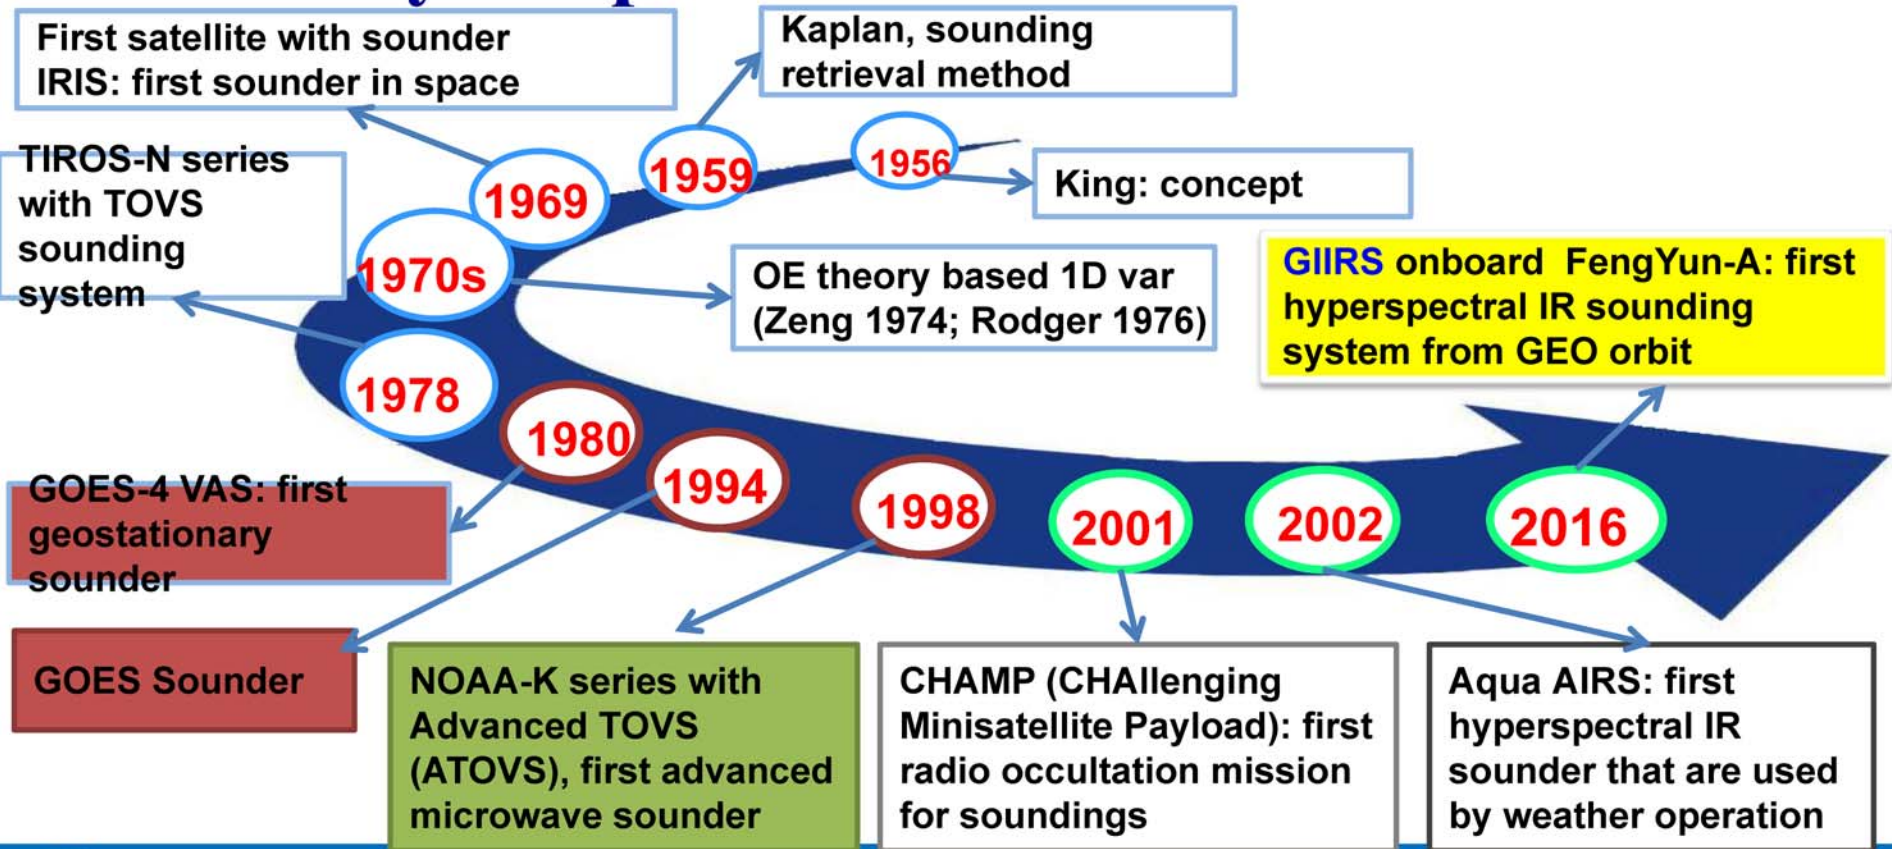 First satellite with sounder
IRIS: first sounder in space
Kaplan, sounding
retrieval method
TIROS-N series
with TOVS
sounding
system
1969
1959
1956
King: concept
1970s
OE theory based 1D var
(Zeng 1974; Rodger 1976)
GIIRS onboard FengYun-A: first
hyperspectral IR sounding
system from GEO orbit
1978
1980
1994
1998
2001
2002
2016
GOES-4 VAS: first
geostationary
sounder
GOES Sounder
NOAA-K series with
Advanced TOVS
(ATOVS), first advanced
microwave sounder
CHAMP (CHAllenging
Minisatellite Payload): first
radio occultation mission
for soundings
Aqua AIRS: first
hyperspectral IR
sounder that are used
by weather operation